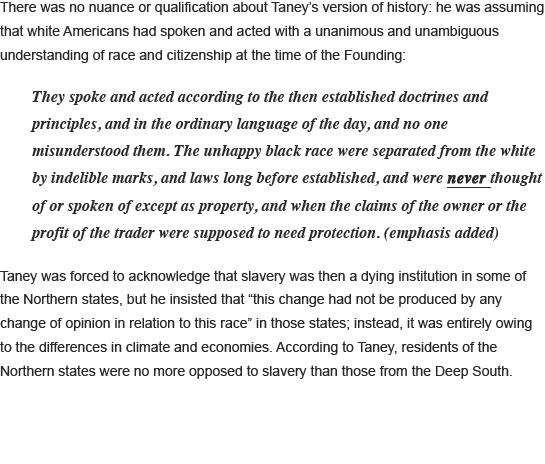 There was no nuance or qualification about Taney’s version of history: he was assuming
that white Americans had spoken and acted with a unanimous and unambiguous
understanding of race and citizenship at the time of the Founding:
They spoke and acted according to the then established doctrines and
principles, and in the ordinary language of the day, and no one
misunderstood them. The unhappy black race were separated from the white
by indelible marks, and laws long before established, and were never thought
of or spoken of except as property, and when the claims of the owner or the
profit of the trader were supposed to need protection. (emphasis added)
Taney was forced to acknowledge that slavery was then a dying institution in some of
the Northern states, but he insisted that “this change had not be produced by any
change of opinion in relation to this race” in those states; instead, it was entirely owing
to the differences in climate and economies. According to Taney, residents of the
Northern states were no more opposed to slavery than those from the Deep South.